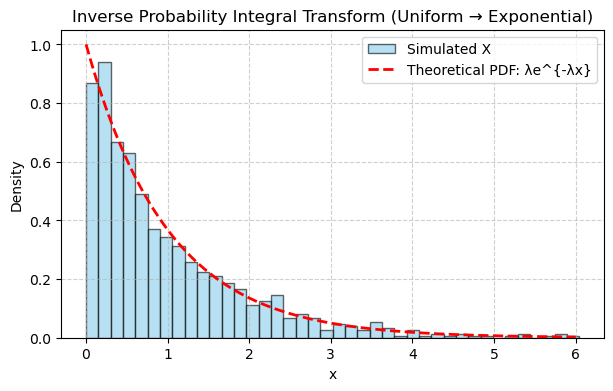 Inverse Probability Integral Transform (Uniform → Exponential)
Simulated X
Theoretical PDF: λe^{-λx}
Density
1.0
0.8
0.6
0.4
0.2
0.0
0 1 2 3 4 5 6
x